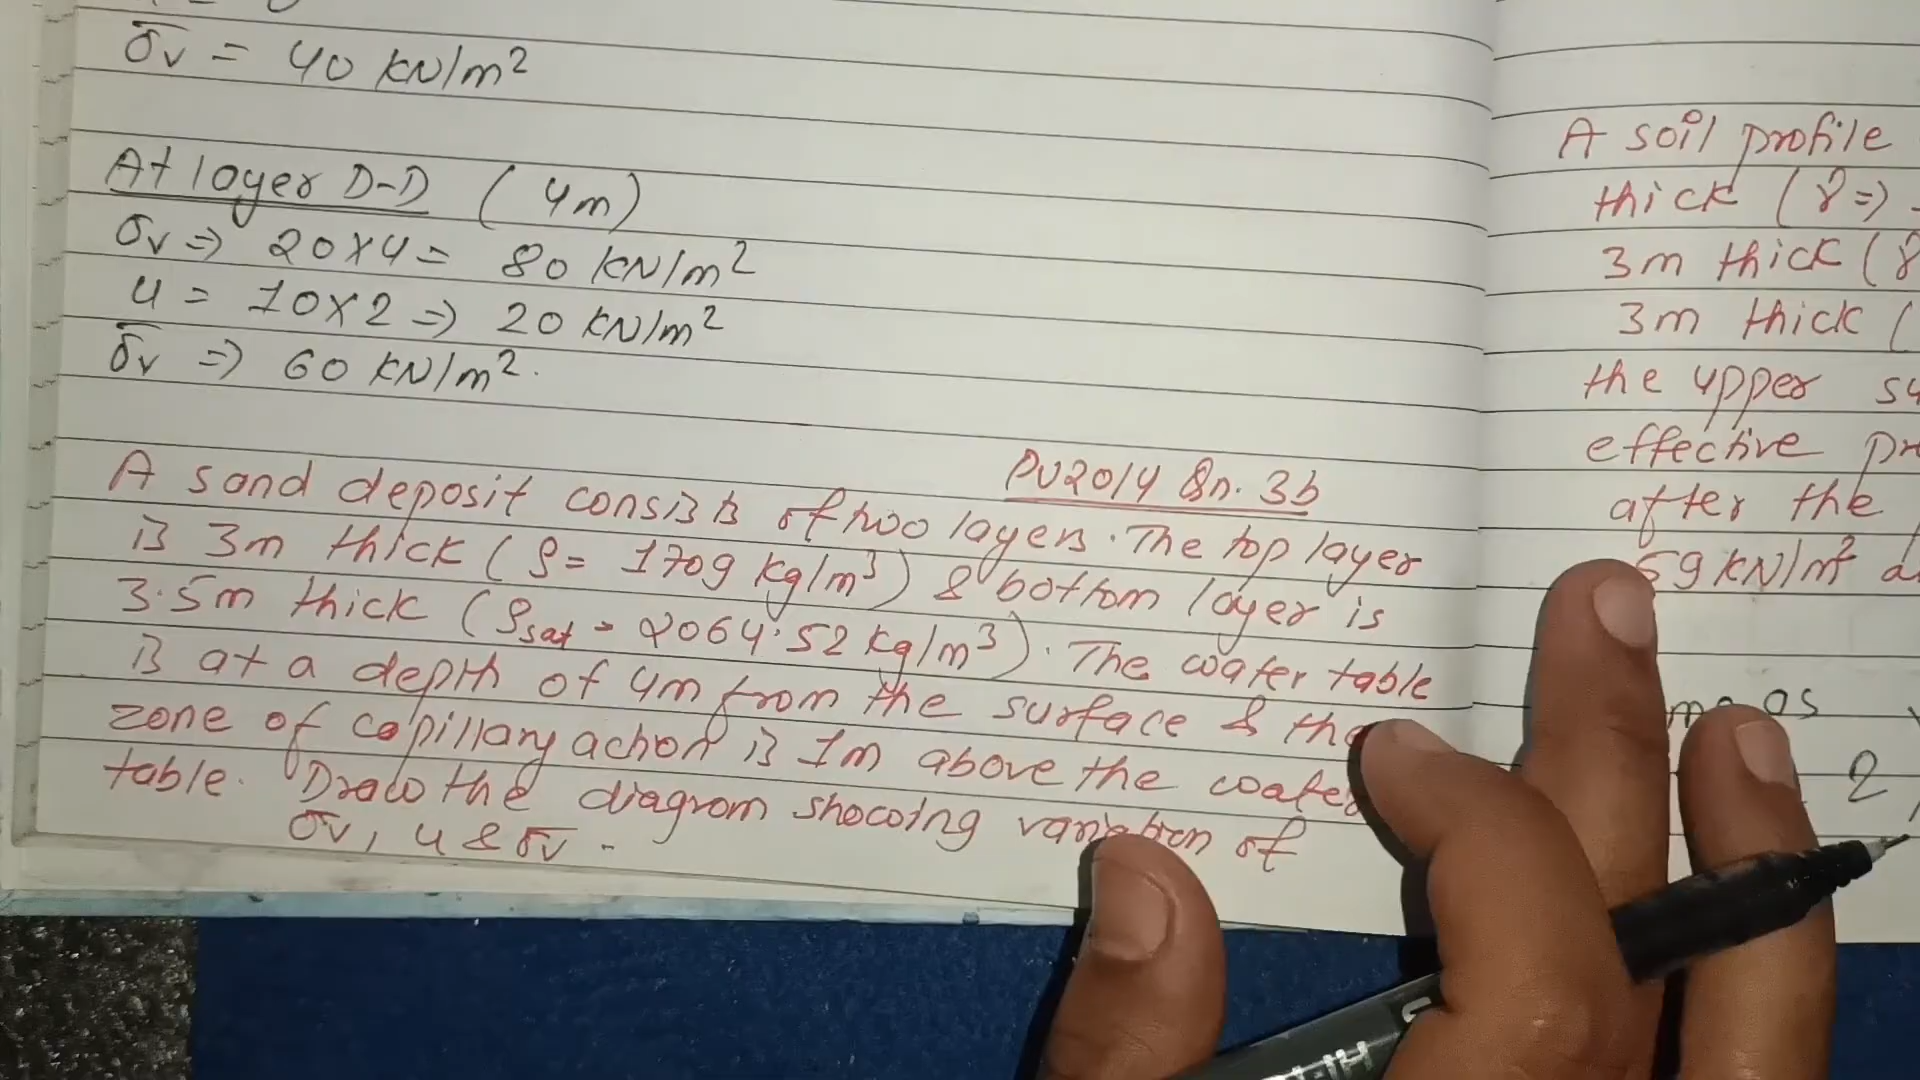 σ̅v = 40 KN/m²
At layer D-D ( 4m)
σv ⇒ 20×4 = 80 KN/m²
u = 10×2 ⇒ 20 KN/m²
σ̅v ⇒ 60 KN/m².
PU2014 Qn. 3b
A sand deposit consists of two layers. The top layer
is 3m thick (ρ = 1709 kg/m³) & bottom layer is
3.5m thick (ρsat = 2064.52 kg/m³). The water table
is at a depth of 4m from the surface & the
zone of capillary action is 1m above the water
table. Draw the diagram showing variation of
σv, u & σ̅v .
A soil profile
thick (γ ⇒
3m thick (γ
3m thick (
the upper
effective
after the
59 KN/m²
2